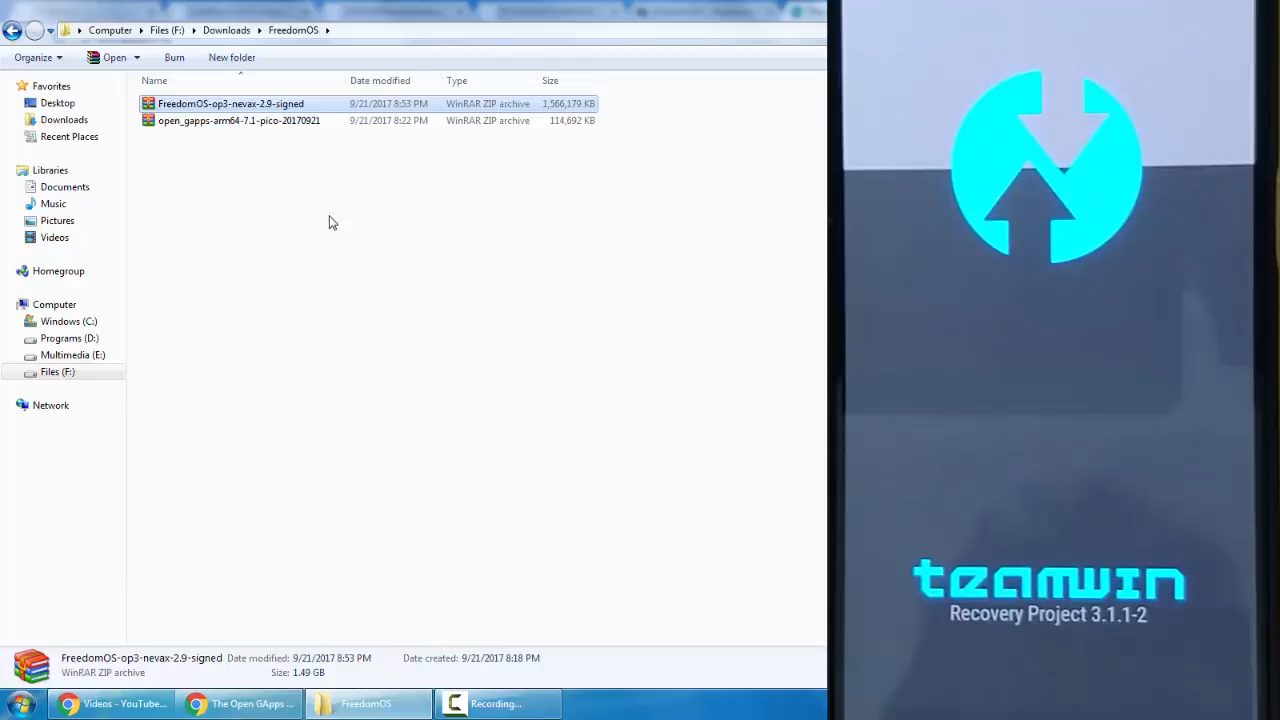 Computer Files (F:) Downloads FreedomOS
Organize Open Burn New folder
Name Date modified Type Size
FreedomOS-op3-nevax-2.9-signed 9/21/2017 8:53 PM WinRAR ZIP archive 1,566,179 KB
open_gapps-arm64-7.1-pico-20170921 9/21/2017 8:22 PM WinRAR ZIP archive 114,692 KB
Favorites
Desktop
Downloads
Recent Places
Libraries
Documents
Music
Pictures
Videos
Homegroup
Computer
Windows (C:)
Programs (D:)
Multimedia (E:)
Files (F:)
Network
FreedomOS-op3-nevax-2.9-signed Date modified: 9/21/2017 8:53 PM Date created: 9/21/2017 8:18 PM
WinRAR ZIP archive Size: 1.49 GB
Videos - YouTube... The Open GApps ... FreedomOS Recording...
teamwin
Recovery Project 3.1.1-2